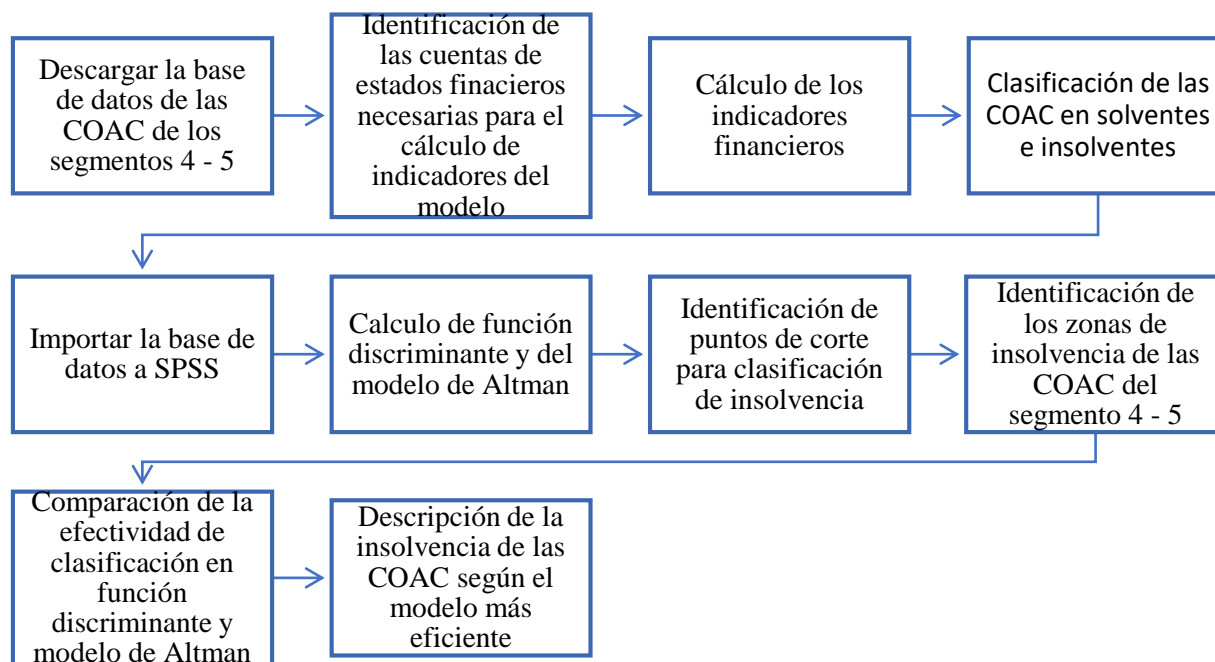 Descargar la base
de datos de las
COAC de los
segmentos 4 - 5
Identificación de
las cuentas de
estados finacieros
necesarias para el
cálculo de
indicadores del
modelo
Cálculo de los
indicadores
financieros
Clasificación de las
COAC en solventes
e insolventes
Importar la base de
datos a SPSS
Calculo de función
discriminante y del
modelo de Altman
Identificación de
puntos de corte
para clasificación
de insolvencia
Identificación de
los zonas de
insolvencia de las
COAC del
segmento 4 - 5
Comparación de la
efectividad de
clasificación en
función
discriminante y
modelo de Altman
Descripción de la
insolvencia de las
COAC según el
modelo más
eficiente